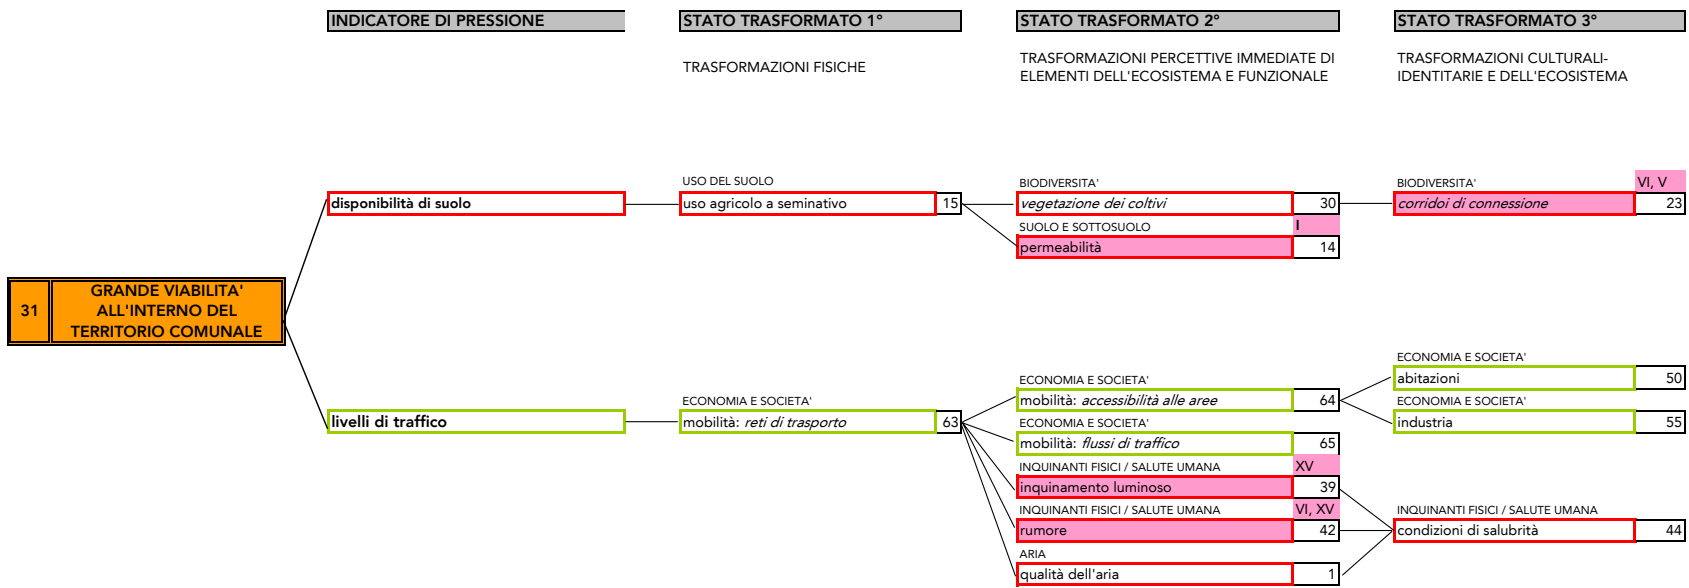 INDICATORE DI PRESSIONE
STATO TRASFORMATO 1°
STATO TRASFORMATO 2°
STATO TRASFORMATO 3°
TRASFORMAZIONI FISICHE
TRASFORMAZIONI PERCETTIVE IMMEDIATE DI
ELEMENTI DELL'ECOSISTEMA E FUNZIONALE
TRASFORMAZIONI CULTURALI-
IDENTITARIE E DELL'ECOSISTEMA
31
GRANDE VIABILITA'
ALL'INTERNO DEL
TERRITORIO COMUNALE
disponibilità di suolo
USO DEL SUOLO
uso agricolo a seminativo 15
BIODIVERSITA'
vegetazione dei coltivi 30
SUOLO E SOTTOSUOLO I
permeabilità 14
BIODIVERSITA' VI, V
corridoi di connessione 23
livelli di traffico
ECONOMIA E SOCIETA'
mobilità: reti di trasporto 63
ECONOMIA E SOCIETA'
mobilità: accessibilità alle aree 64
ECONOMIA E SOCIETA'
mobilità: flussi di traffico 65
INQUINANTI FISICI / SALUTE UMANA XV
inquinamento luminoso 39
INQUINANTI FISICI / SALUTE UMANA VI, XV
rumore 42
ARIA
qualità dell'aria 1
ECONOMIA E SOCIETA'
abitazioni 50
ECONOMIA E SOCIETA'
industria 55
INQUINANTI FISICI / SALUTE UMANA
condizioni di salubrità 44